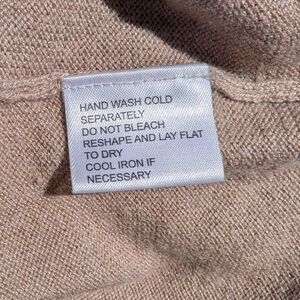 HAND WASH COLD
SEPARATELY
DO NOT BLEACH
RESHAPE AND LAY FLAT
TO DRY
COOL IRON IF
NECESSARY